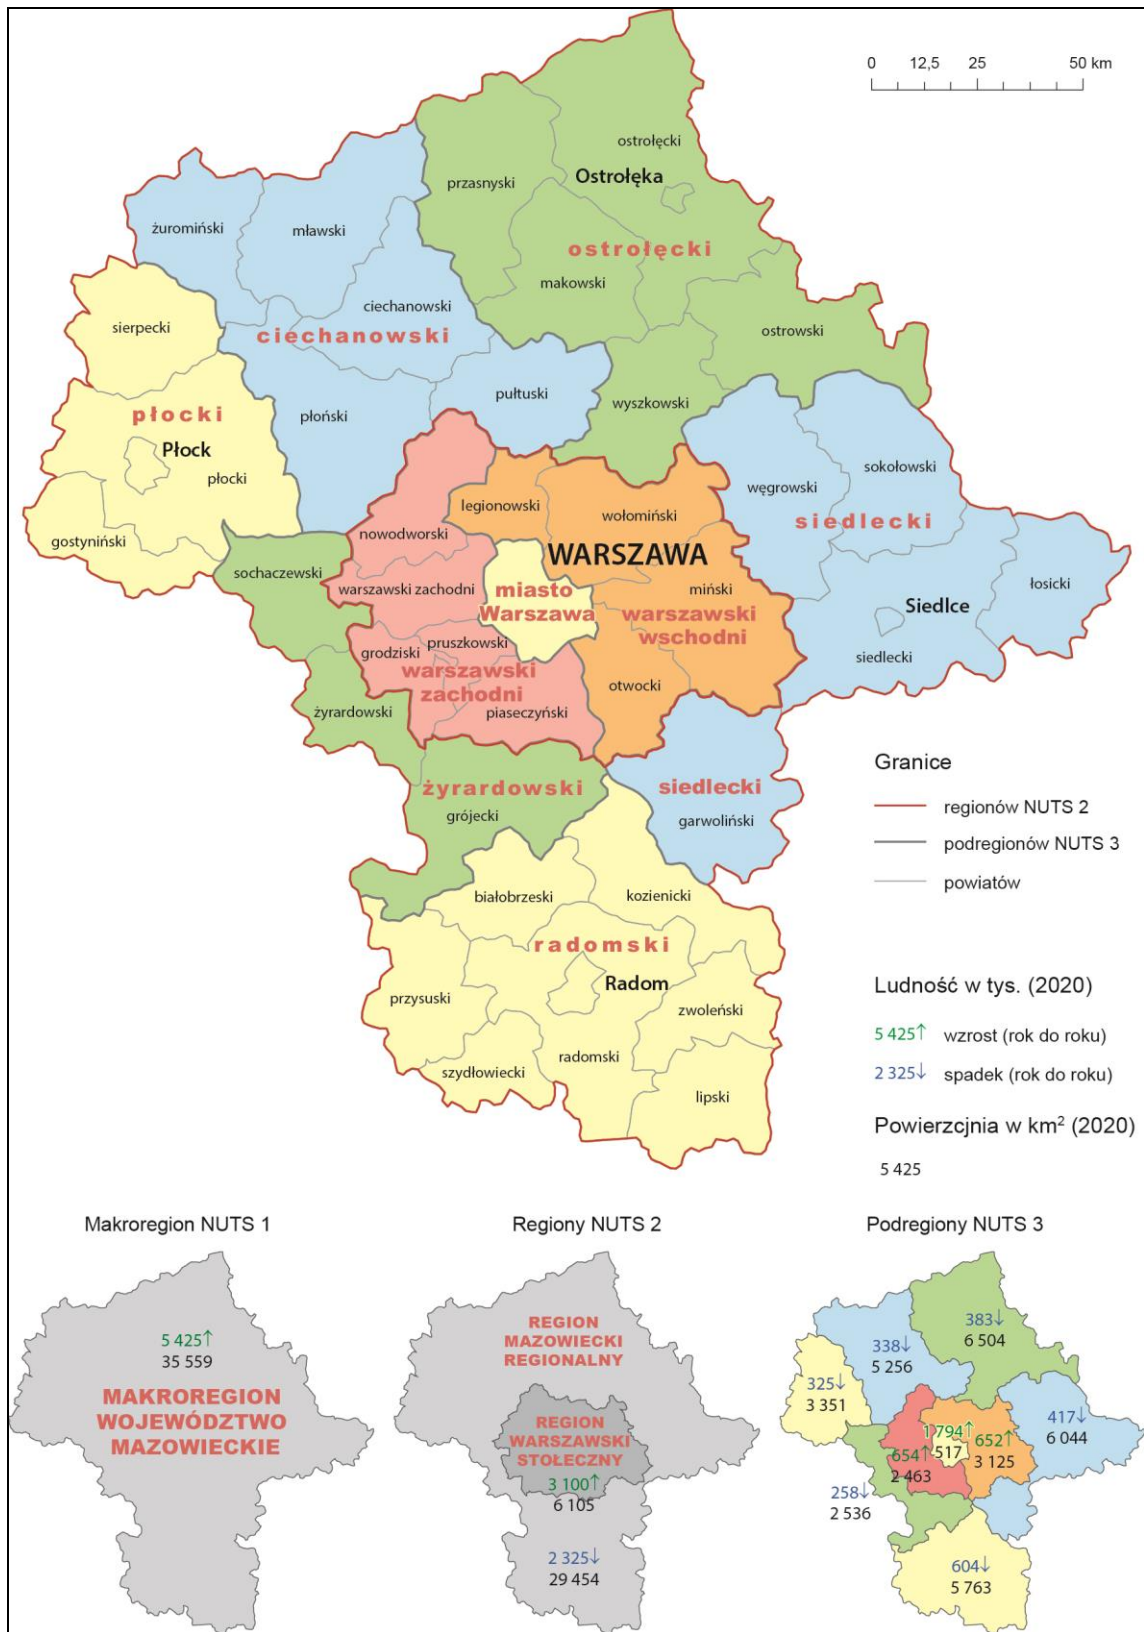 0 12,5 25 50 km
ostrołęcki
przasnyski
Ostrołęka
żuromiński
mławski
ostrołęcki
makowski
ciechanowski
sierpecki
ciechanowski
ostrowski
pułtuski
wyszkowski
płocki
płoński
Płock
płocki
sokołowski
węgrowski
legionowski
wołomiński
siedlecki
gostyniński
nowodworski
WARSZAWA
sochaczewski
warszawski zachodni
miasto
Warszawa
miński
łosicki
Siedlce
warszawski
wschodni
pruszkowski
grodziski
siedlecki
warszawski
zachodni
otwocki
żyrardowski
piaseczyński
Granice
żyrardowski
siedlecki
grójecki
garwoliński
regionów NUTS 2
podregionów NUTS 3
powiatów
białobrzeski
kozienicki
radomski
Radom
przysuski
zwoleński
radomski
szydłowiecki
lipski
Ludność w tys. (2020)
5 425↑ wzrost (rok do roku)
2 325↓ spadek (rok do roku)
Powierzcjnia w km² (2020)
5 425
Makroregion NUTS 1
5 425↑
35 559
MAKROREGION
WOJEWÓDZTWO
MAZOWIECKIE
Regiony NUTS 2
REGION
MAZOWIECKI
REGIONALNY
REGION
WARSZAWSKI
STOŁECZNY
3 100↑
6 105
2 325↓
29 454
Podregiony NUTS 3
383↓
6 504
338↓
5 256
325↓
3 351
417↓
6 044
1 794↑
517
652↑
3 125
654↑
2 463
258↓
2 536
604↓
5 763